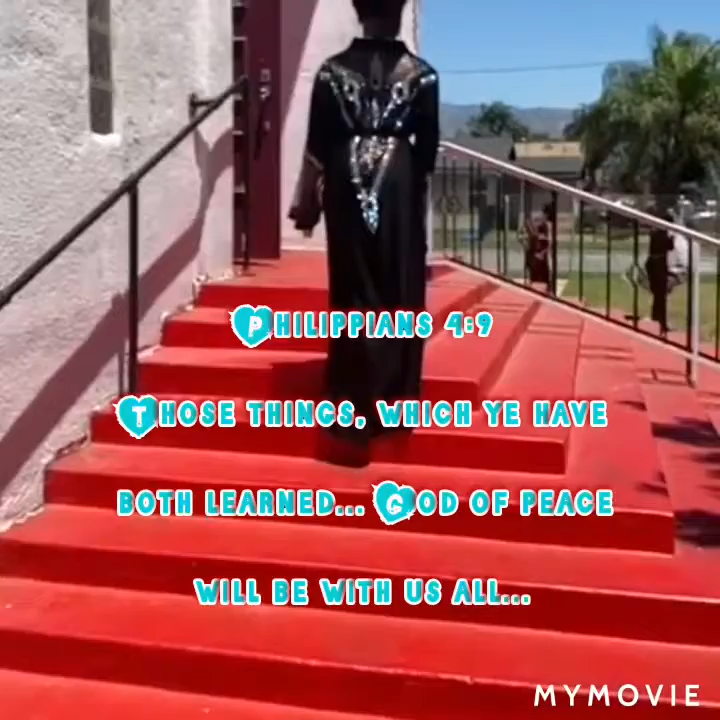 Philippians 4:9
Those things, which ye have
both learned... God of peace
will be with us all...
MYMOVIE